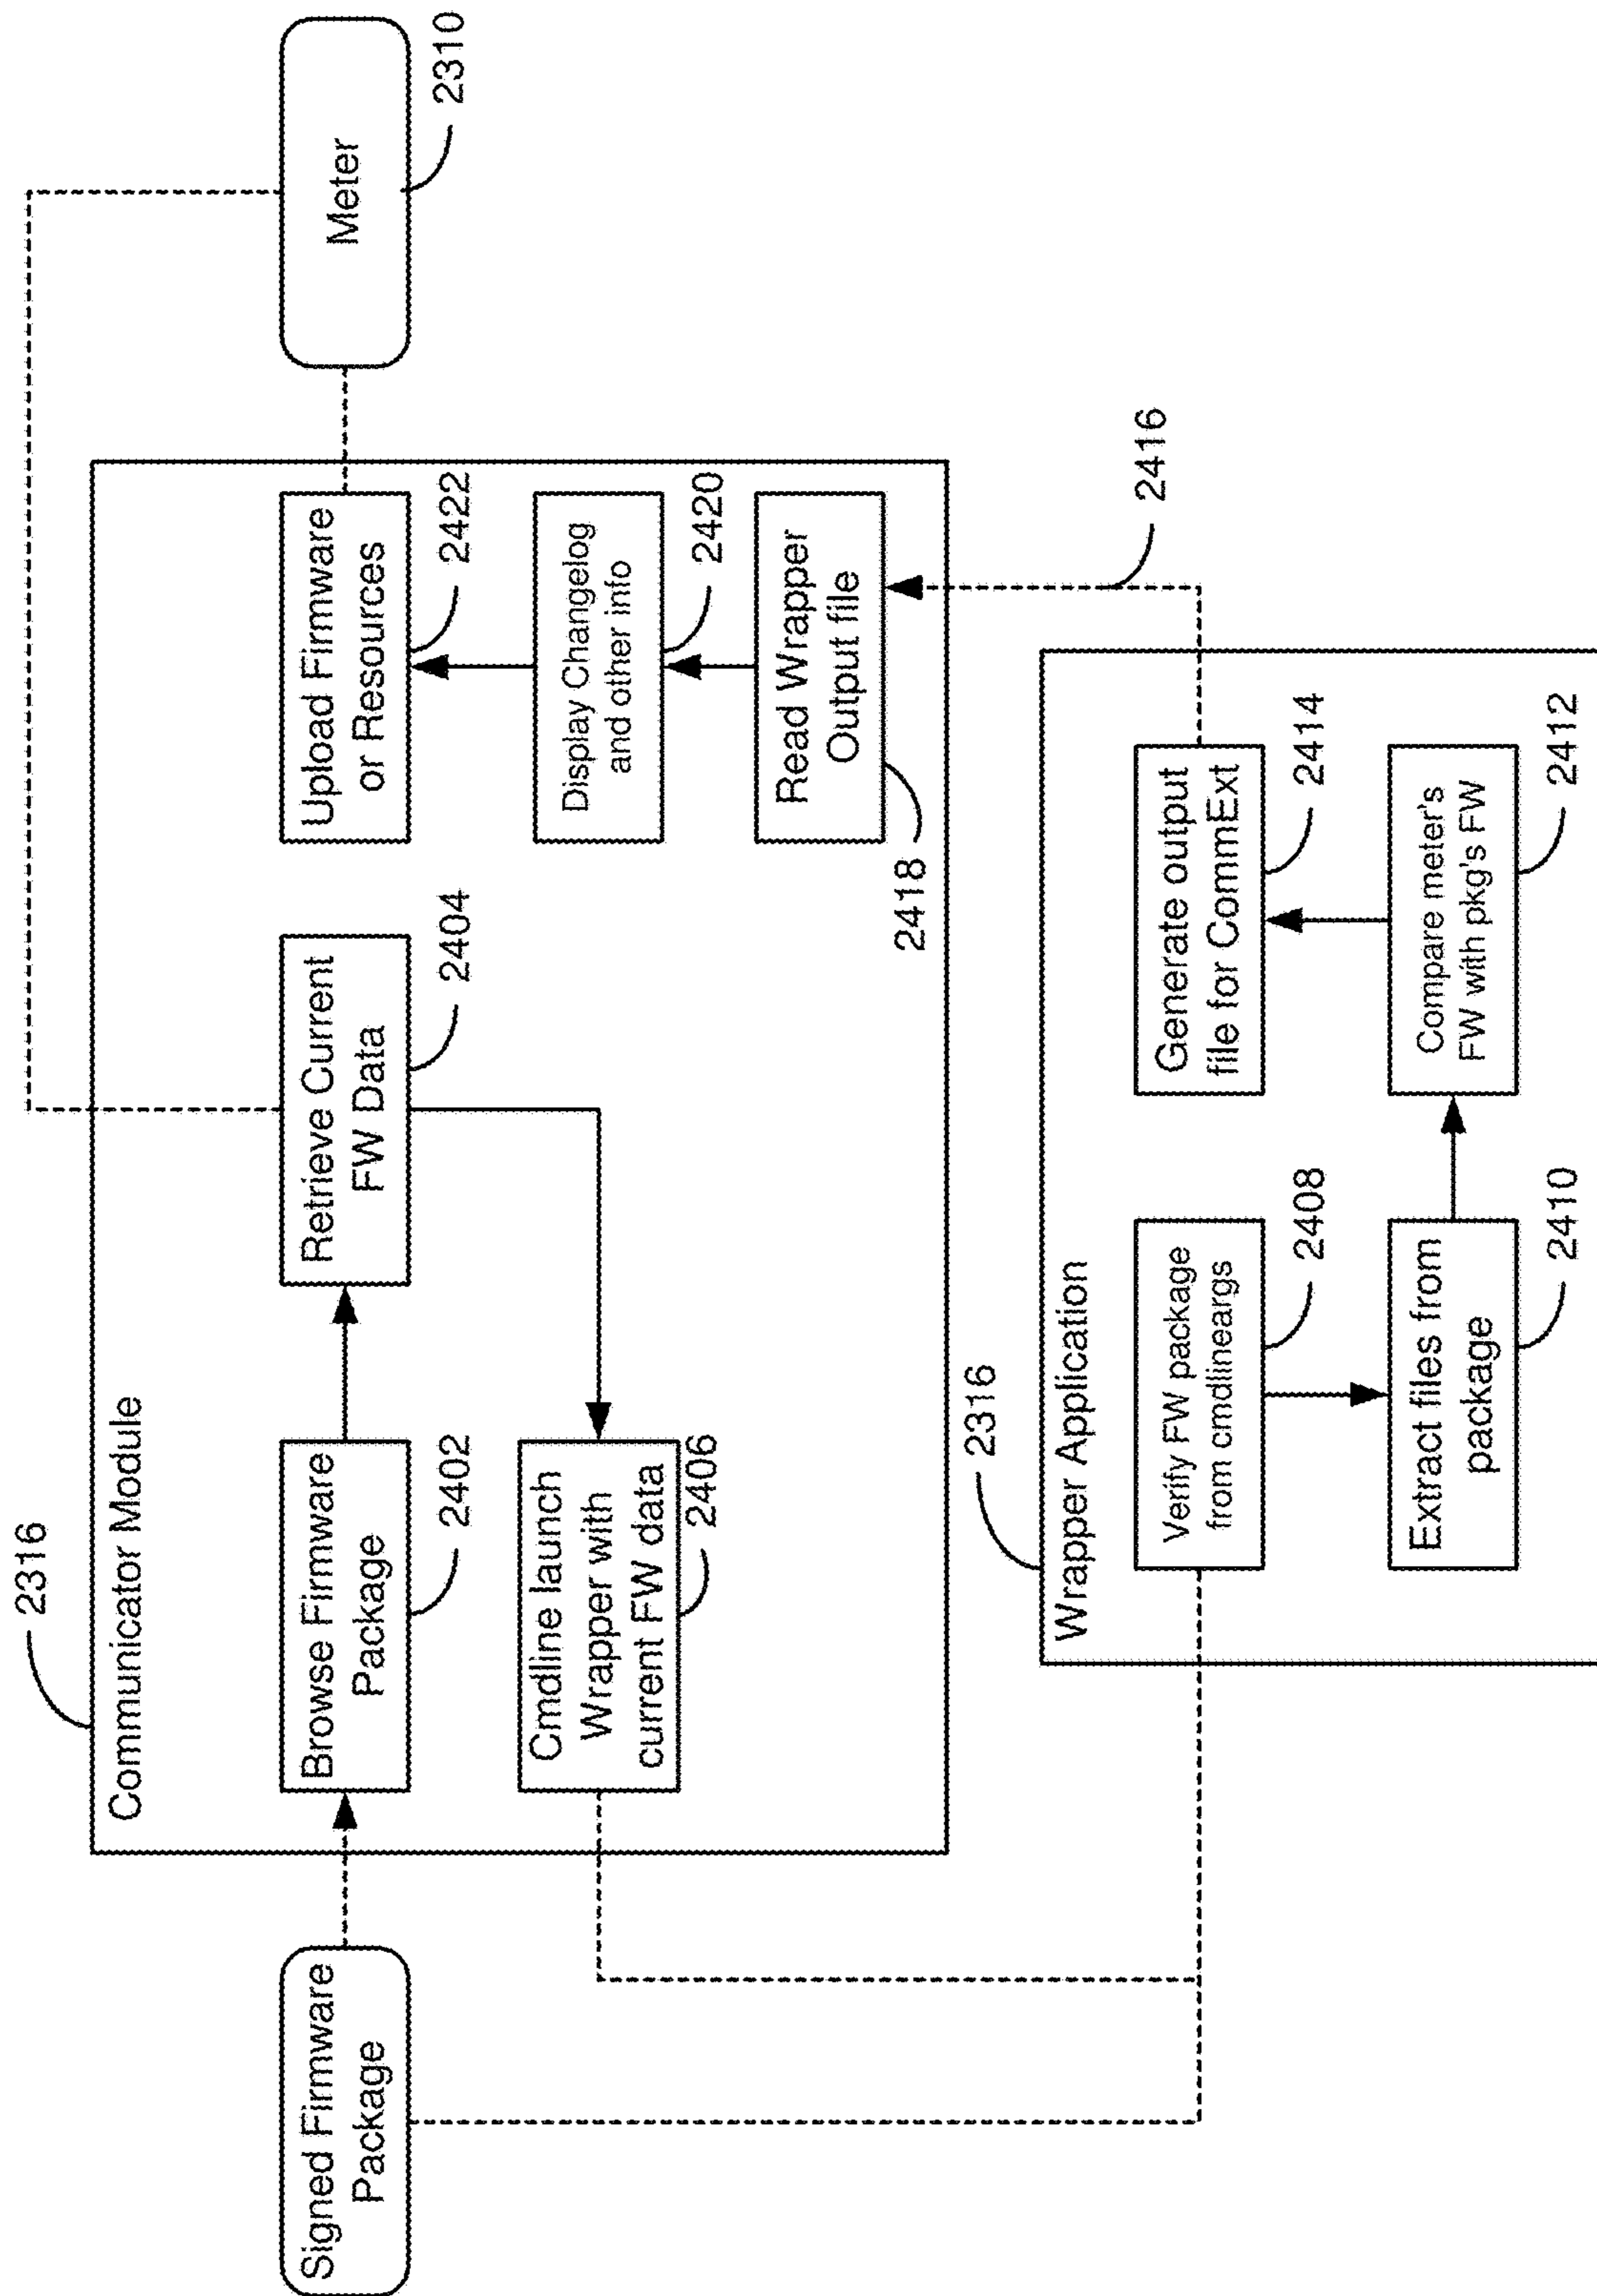 2316
Communicator Module
Signed Firmware
Package
Browse Firmware
Package
2402
Retrieve Current
FW Data
2404
Upload Firmware
or Resources
2422
Meter
2310
Cmdline launch
Wrapper with
current FW data
2406
Display Changelog
and other info
2420
Read Wrapper
Output file
2418
2416
2316
Wrapper Application
Verify FW package
from cmdlineargs
2408
Generate output
file for CommExt
2414
Extract files from
package
2410
Compare meter's
FW with pkg's FW
2412